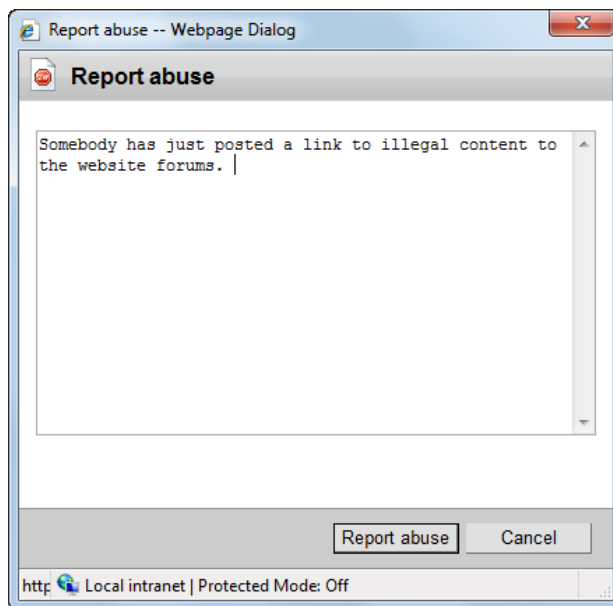 Report abuse -- Webpage Dialog
Report abuse
Somebody has just posted a link to illegal content to
the website forums.
Report abuse
Cancel
http Local intranet | Protected Mode: Off